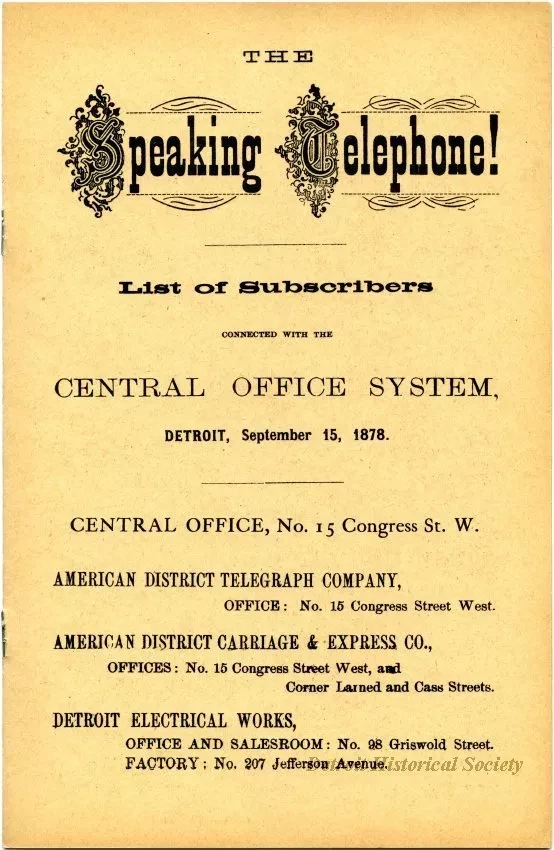 THE
Speaking Telephone!
List of Subscribers
CONNECTED WITH THE
CENTRAL OFFICE SYSTEM,
DETROIT, September 15, 1878.
CENTRAL OFFICE, No. 15 Congress St. W.
AMERICAN DISTRICT TELEGRAPH COMPANY,
OFFICE: No. 15 Congress Street West.
AMERICAN DISTRICT CARRIAGE & EXPRESS CO.,
OFFICES: No. 15 Congress Street West, and
Corner Larned and Cass Streets.
DETROIT ELECTRICAL WORKS,
OFFICE AND SALESROOM: No. 28 Griswold Street.
FACTORY: No. 207 Jefferson Avenue.
Detroit Historical Society